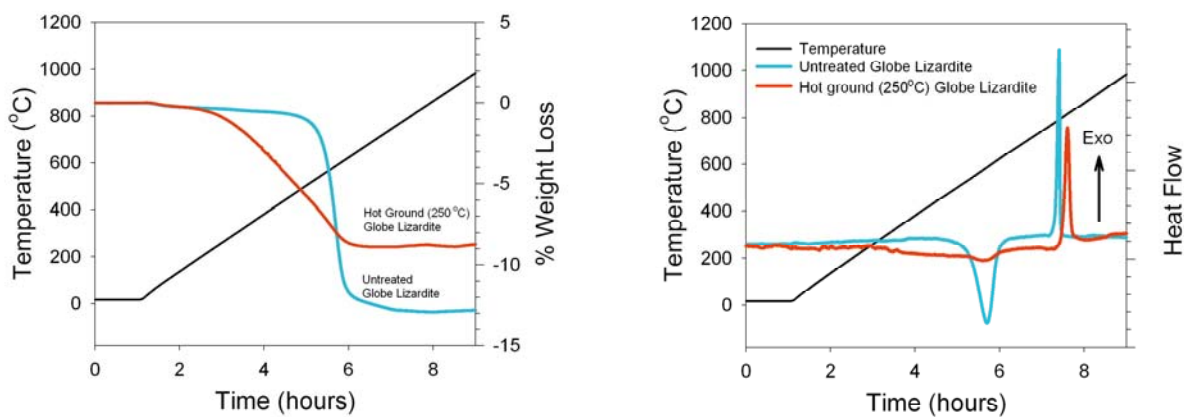 1200
1000
800
600
400
200
0
Temperature (°C)
5
0
-5
-10
-15
% Weight Loss
Hot Ground (250 °C)
Globe Lizardite
Untreated
Globe Lizardite
0 2 4 6 8
Time (hours)
1200
1000
800
600
400
200
0
Temperature (°C)
Temperature
Untreated Globe Lizardite
Hot ground (250°C) Globe Lizardite
Exo
Heat Flow
0 2 4 6 8
Time (hours)